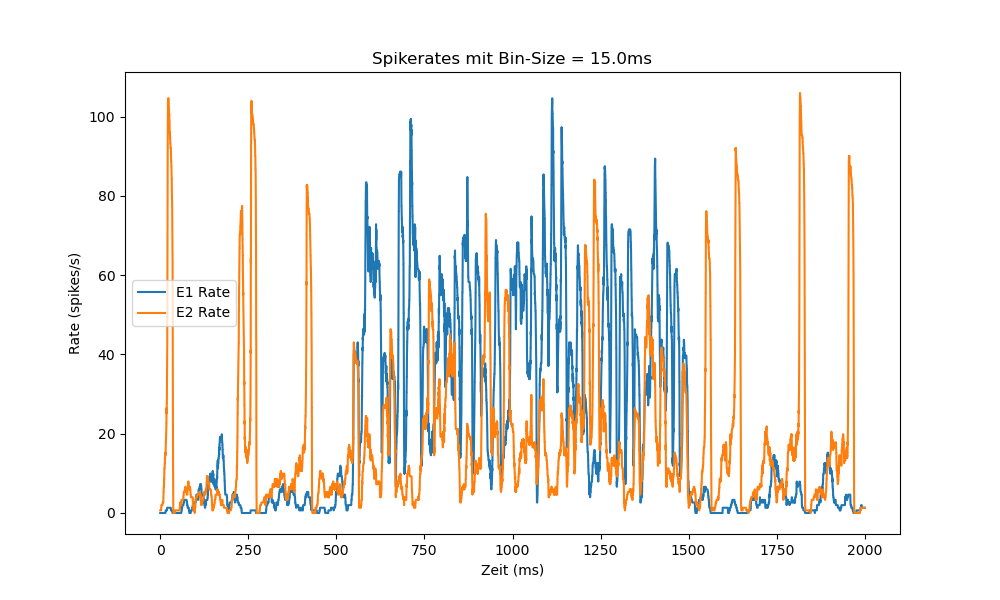 Spikerates mit Bin-Size = 15.0ms
Rate (spikes/s)
100
80
60
40
20
0
E1 Rate
E2 Rate
0 250 500 750 1000 1250 1500 1750 2000
Zeit (ms)